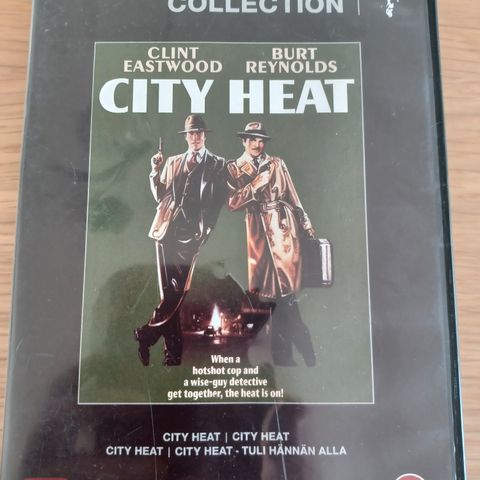 COLLECTION
CLINT EASTWOOD
BURT REYNOLDS
CITY HEAT
When a
hotshot cop and
a wise-guy detective
get together, the heat is on!
CITY HEAT | CITY HEAT
CITY HEAT | CITY HEAT - TULI HÄNNÄN ALLA